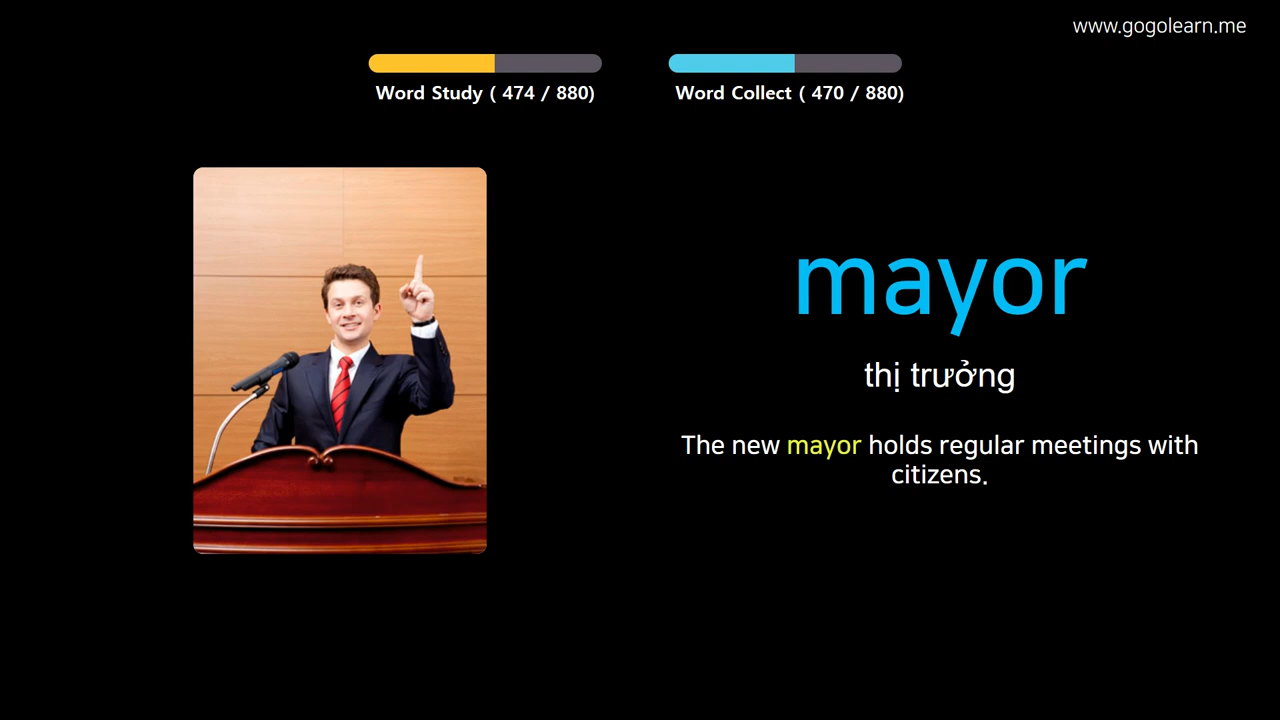 www.gogolearn.me
Word Study ( 474 / 880)
Word Collect ( 470 / 880)
mayor
thị trưởng
The new mayor holds regular meetings with
citizens.